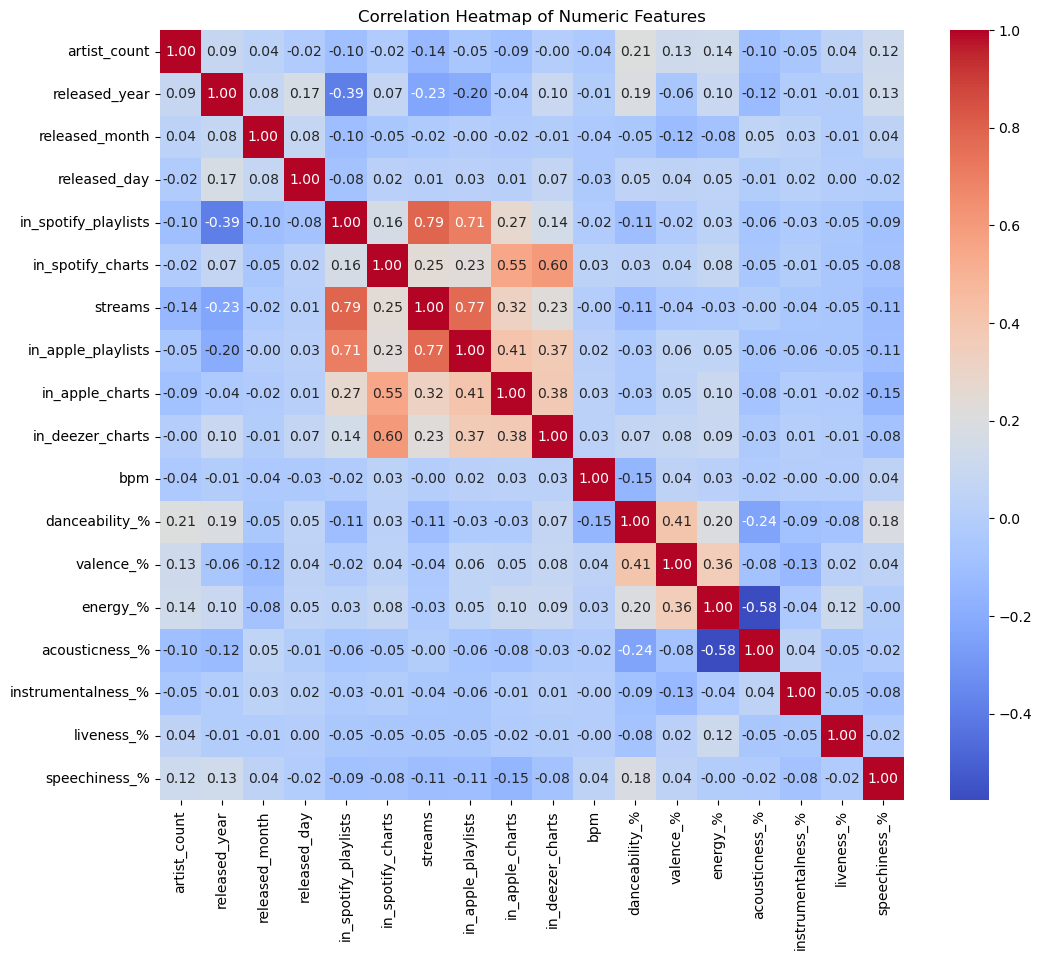 Correlation Heatmap of Numeric Features
artist_count 1.00 0.09 0.04 -0.02 -0.10 -0.02 -0.14 -0.05 -0.09 -0.00 -0.04 0.21 0.13 0.14 -0.10 -0.05 0.04 0.12
released_year 0.09 1.00 0.08 0.17 -0.39 0.07 -0.23 -0.20 -0.04 0.10 -0.01 0.19 -0.06 0.10 -0.12 -0.01 -0.01 0.13
released_month 0.04 0.08 1.00 0.08 -0.10 -0.05 -0.02 -0.00 -0.02 -0.01 -0.04 -0.05 -0.12 -0.08 0.05 0.03 -0.01 0.04
released_day -0.02 0.17 0.08 1.00 -0.08 0.02 0.01 0.03 0.01 0.07 -0.03 0.05 0.04 0.05 -0.01 0.02 0.00 -0.02
in_spotify_playlists -0.10 -0.39 -0.10 -0.08 1.00 0.16 0.79 0.71 0.27 0.14 -0.02 -0.11 -0.02 0.03 -0.06 -0.03 -0.05 -0.09
in_spotify_charts -0.02 0.07 -0.05 0.02 0.16 1.00 0.25 0.23 0.55 0.60 0.03 0.03 0.04 0.08 -0.05 -0.01 -0.05 -0.08
streams -0.14 -0.23 -0.02 0.01 0.79 0.25 1.00 0.77 0.32 0.23 -0.00 -0.11 -0.04 -0.03 -0.00 -0.04 -0.05 -0.11
in_apple_playlists -0.05 -0.20 -0.00 0.03 0.71 0.23 0.77 1.00 0.41 0.37 0.02 -0.03 0.06 0.05 -0.06 -0.06 -0.05 -0.11
in_apple_charts -0.09 -0.04 -0.02 0.01 0.27 0.55 0.32 0.41 1.00 0.38 0.03 -0.03 0.05 0.10 -0.08 -0.01 -0.02 -0.15
in_deezer_charts -0.00 0.10 -0.01 0.07 0.14 0.60 0.23 0.37 0.38 1.00 0.03 0.07 0.08 0.09 -0.03 0.01 -0.01 -0.08
bpm -0.04 -0.01 -0.04 -0.03 -0.02 0.03 -0.00 0.02 0.03 0.03 1.00 -0.15 0.04 0.03 -0.02 -0.00 -0.00 0.04
danceability_% 0.21 0.19 -0.05 0.05 -0.11 0.03 -0.11 -0.03 -0.03 0.07 -0.15 1.00 0.41 0.20 -0.24 -0.09 -0.08 0.18
valence_% 0.13 -0.06 -0.12 0.04 -0.02 0.04 -0.04 0.06 0.05 0.08 0.04 0.41 1.00 0.36 -0.08 -0.13 0.02 0.04
energy_% 0.14 0.10 -0.08 0.05 0.03 0.08 -0.03 0.05 0.10 0.09 0.03 0.20 0.36 1.00 -0.58 -0.04 0.12 -0.00
acousticness_% -0.10 -0.12 0.05 -0.01 -0.06 -0.05 -0.00 -0.06 -0.08 -0.03 -0.02 -0.24 -0.08 -0.58 1.00 0.04 -0.05 -0.02
instrumentalness_% -0.05 -0.01 0.03 0.02 -0.03 -0.01 -0.04 -0.06 -0.01 0.01 -0.00 -0.09 -0.13 -0.04 0.04 1.00 -0.05 -0.08
liveness_% 0.04 -0.01 -0.01 0.00 -0.05 -0.05 -0.05 -0.05 -0.02 -0.01 -0.00 -0.08 0.02 0.12 -0.05 -0.05 1.00 -0.02
speechiness_% 0.12 0.13 0.04 -0.02 -0.09 -0.08 -0.11 -0.11 -0.15 -0.08 0.04 0.18 0.04 -0.00 -0.02 -0.08 -0.02 1.00
artist_count
released_year
released_month
released_day
in_spotify_playlists
in_spotify_charts
streams
in_apple_playlists
in_apple_charts
in_deezer_charts
bpm
danceability_%
valence_%
energy_%
acousticness_%
instrumentalness_%
liveness_%
speechiness_%
1.0
0.8
0.6
0.4
0.2
0.0
−0.2
−0.4